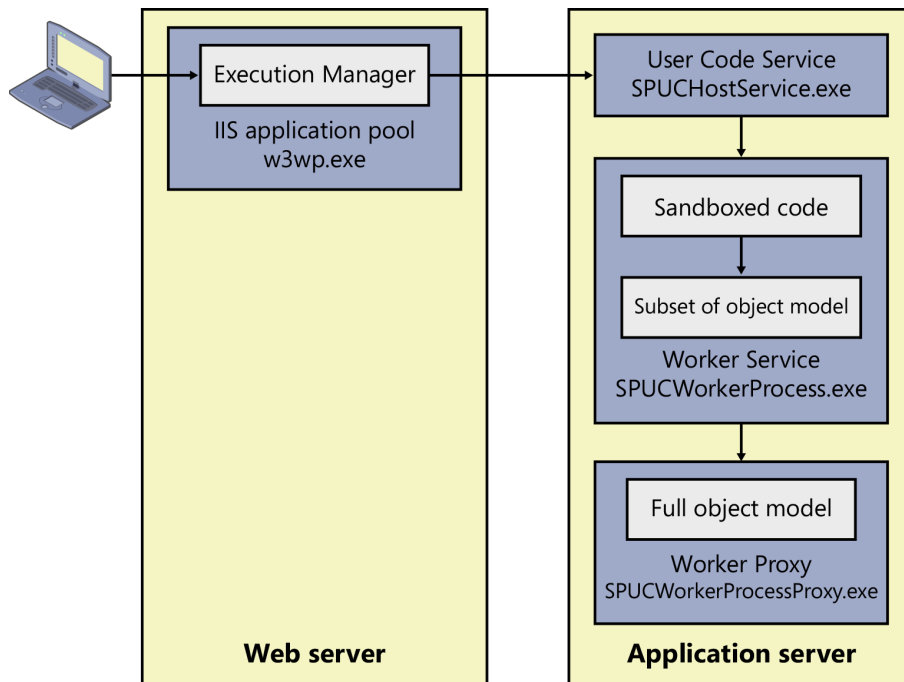 Execution Manager
IIS application pool
w3wp.exe
Web server
User Code Service
SPUCHostService.exe
Sandboxed code
Subset of object model
Worker Service
SPUCWorkerProcess.exe
Full object model
Worker Proxy
SPUCWorkerProcessProxy.exe
Application server